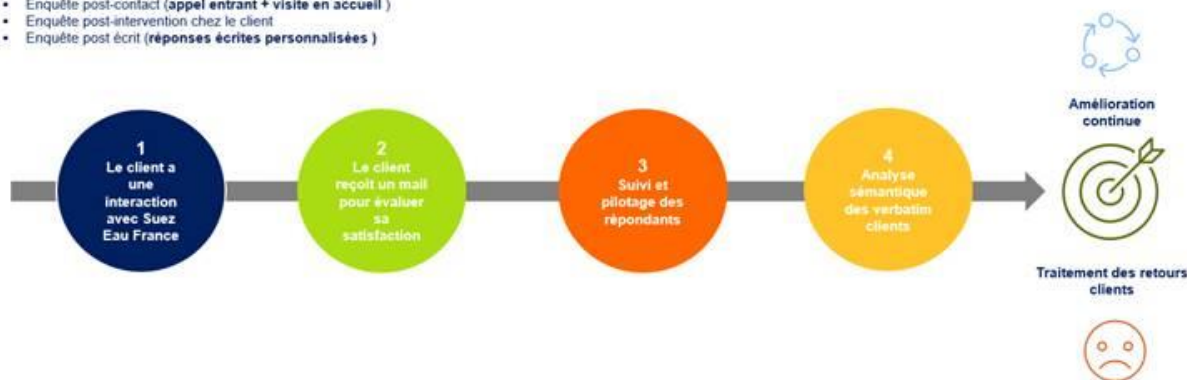 Enquête post-contact (appel entrant + visite en accueil )
Enquête post-intervention chez le client
Enquête post écrit (réponses écrites personnalisées )
1
Le client a
une
interaction
avec Suez
Eau France
2
Le client
reçoit un mail
pour évaluer
sa
satisfaction
3
Suivi et
pilotage des
répondants
4
Analyse
sémantique
des verbatim
clients
Amélioration
continue
Traitement des retours
clients